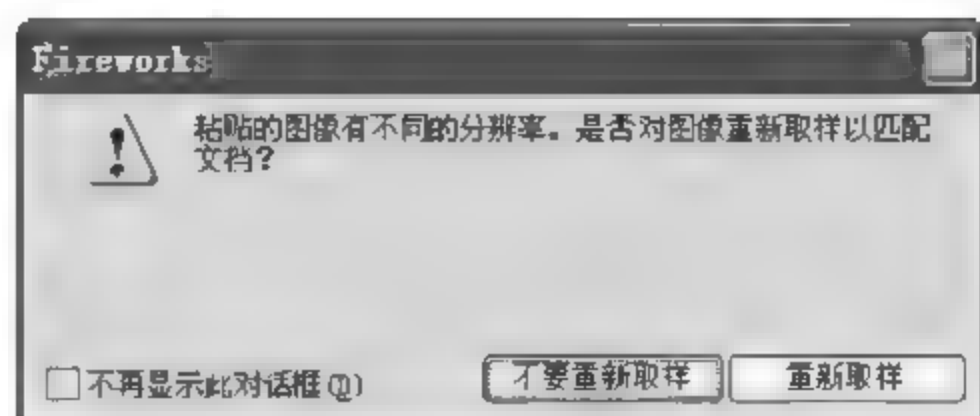 Fireworks
粘贴的图像有不同的分辨率。是否对图像重新取样以匹配
文档?
不再显示此对话框(D)
不要重新取样
重新取样